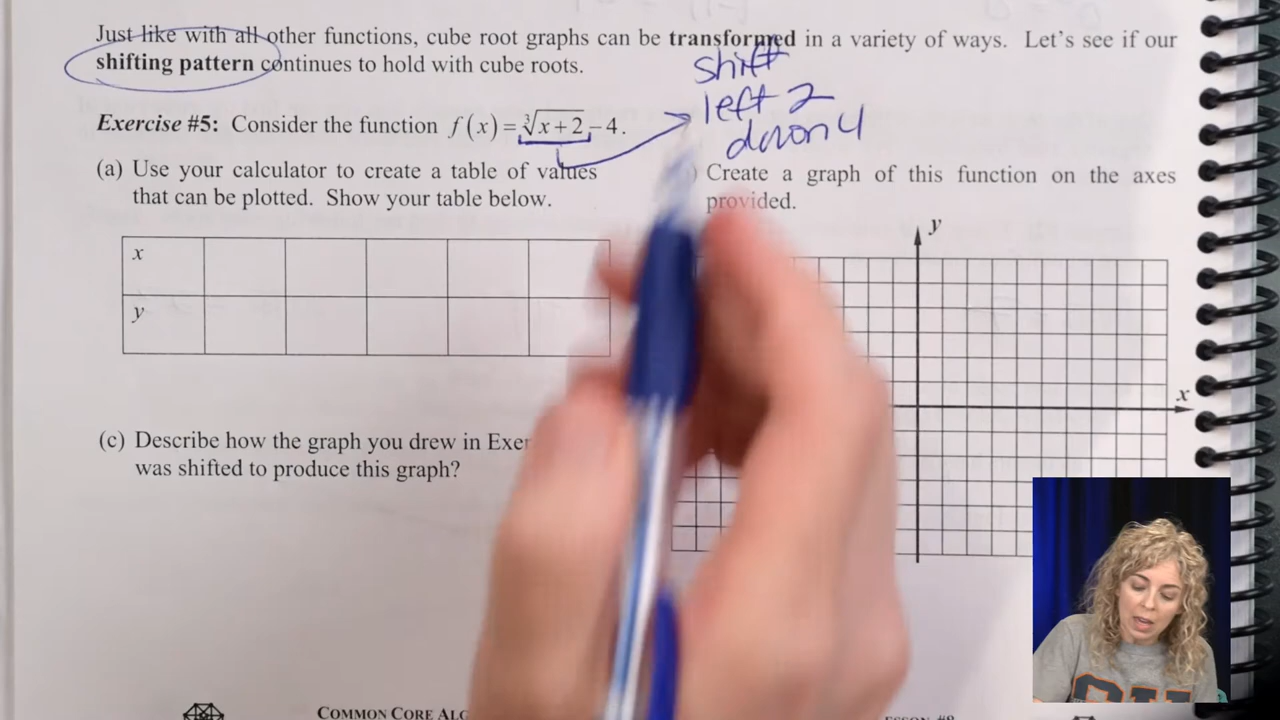 Just like with all other functions, cube root graphs can be transformed in a variety of ways. Let's see if our
shifting pattern continues to hold with cube roots.
shift
left 2
down 4
Exercise #5: Consider the function f(x)=∛(x+2)−4.
(a) Use your calculator to create a table of values
that can be plotted. Show your table below.
) Create a graph of this function on the axes
provided.
x
y
y
x
(c) Describe how the graph you drew in Exer
was shifted to produce this graph?
COMMON CORE ALG